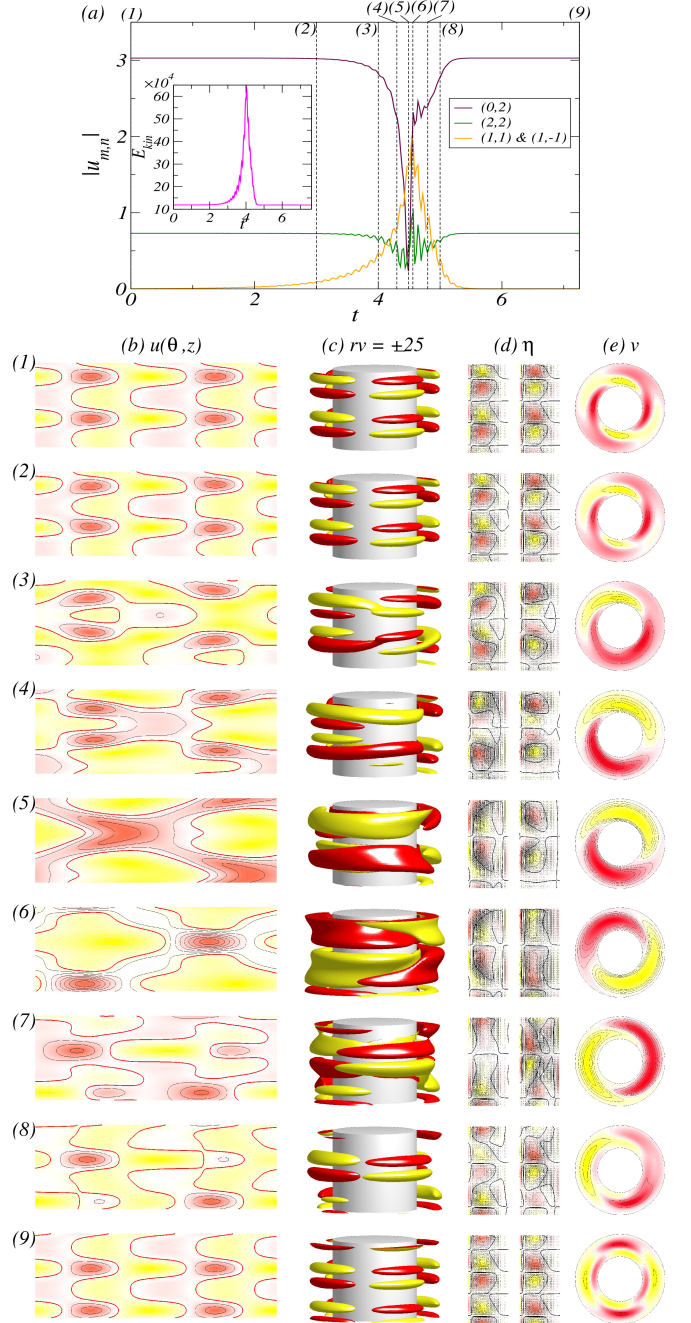 (4) (5) (6) (7)
(a) (1) (2) (3) (8) (9)
3
2
1
0
|u_{m,n}|
×10^4
60
50
40
30
20
10
E_{kin}
0 2 4 6
t
(0,2)
(2,2)
(1,1) & (1,-1)
0 2 4 6
t
(b) u(θ,z) (c) rv = ±25 (d) η (e) v
(1)
(2)
(3)
(4)
(5)
(6)
(7)
(8)
(9)